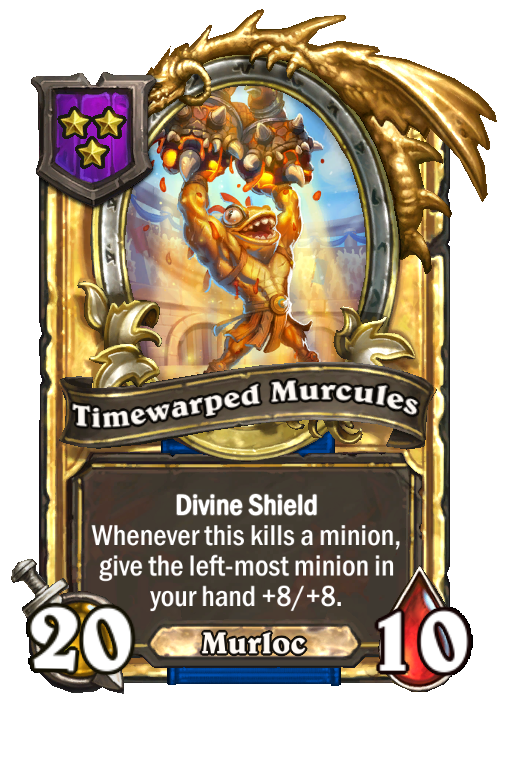 Timewarped Murcules
Divine Shield
Whenever this kills a minion,
give the left-most minion in
your hand +8/+8.
20
Murloc
10